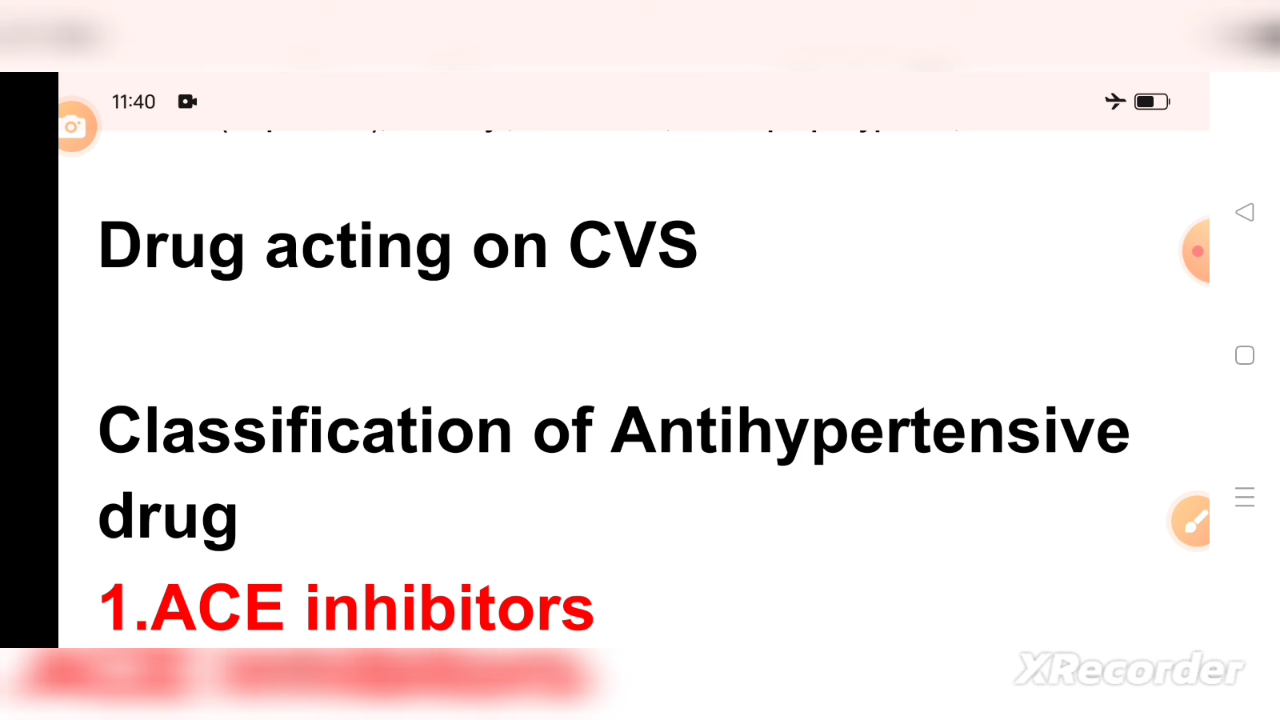 11:40
Drug acting on CVS
Classification of Antihypertensive
drug
1.ACE inhibitors
XRecorder